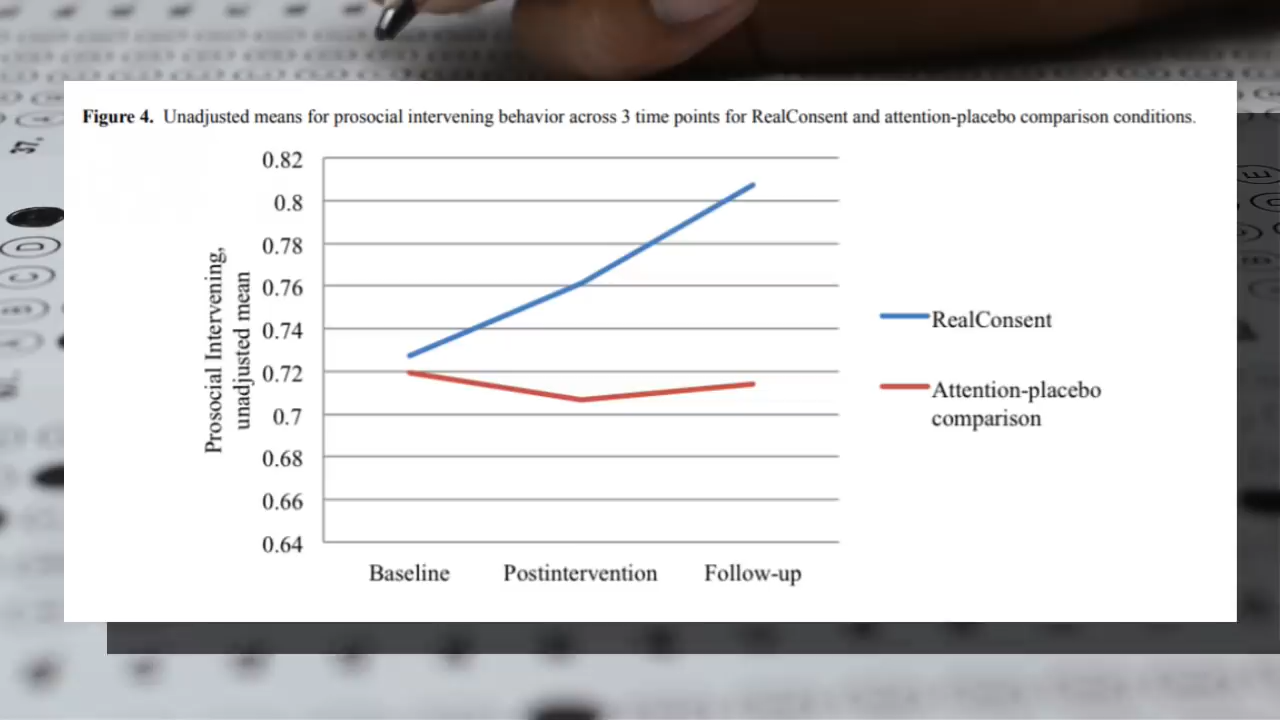 Figure 4. Unadjusted means for prosocial intervening behavior across 3 time points for RealConsent and attention-placebo comparison conditions.
0.82
0.8
0.78
0.76
0.74
0.72
0.7
0.68
0.66
0.64
Prosocial Intervening,
unadjusted mean
Baseline Postintervention Follow-up
RealConsent
Attention-placebo
comparison